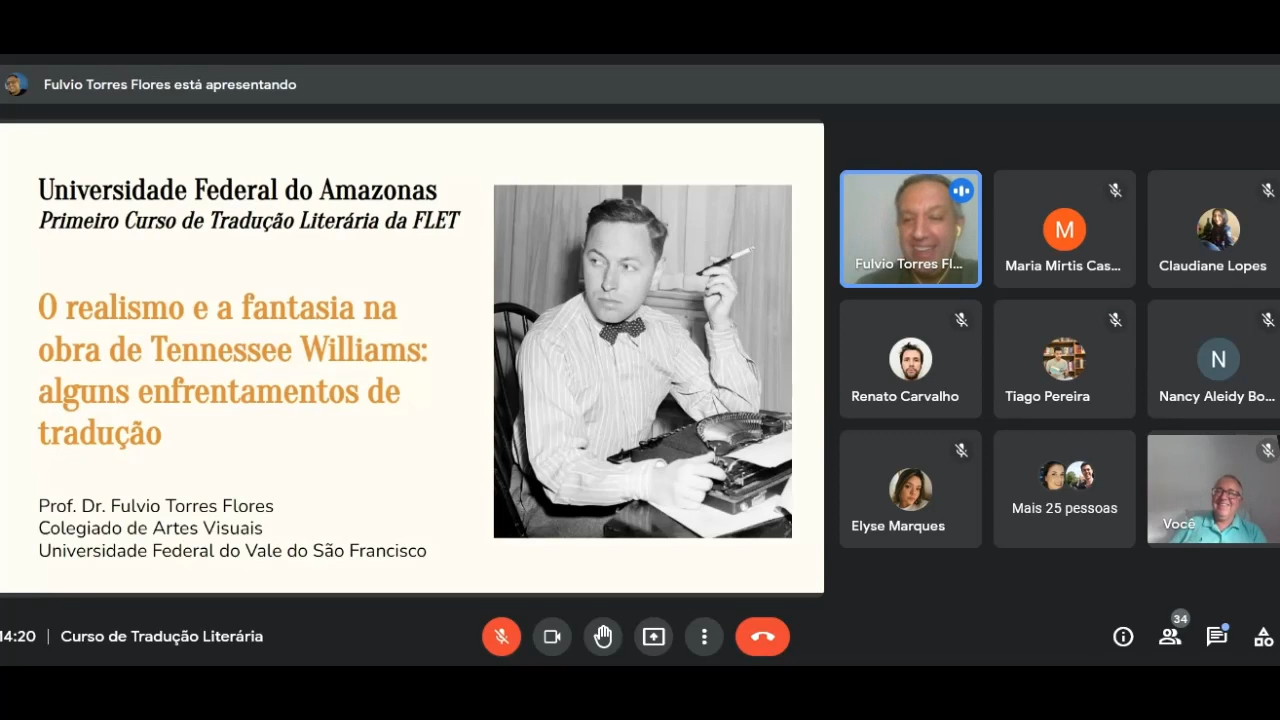 Fulvio Torres Flores está apresentando
Universidade Federal do Amazonas
Primeiro Curso de Tradução Literária da FLET
O realismo e a fantasia na
obra de Tennessee Williams:
alguns enfrentamentos de
tradução
Prof. Dr. Fulvio Torres Flores
Colegiado de Artes Visuais
Universidade Federal do Vale do São Francisco
Fulvio Torres Fl...
M
Maria Mirtis Cas...
Claudiane Lopes
Renato Carvalho
Tiago Pereira
N
Nancy Aleidy Bo...
Elyse Marques
Mais 25 pessoas
Você
14:20 | Curso de Tradução Literária
34